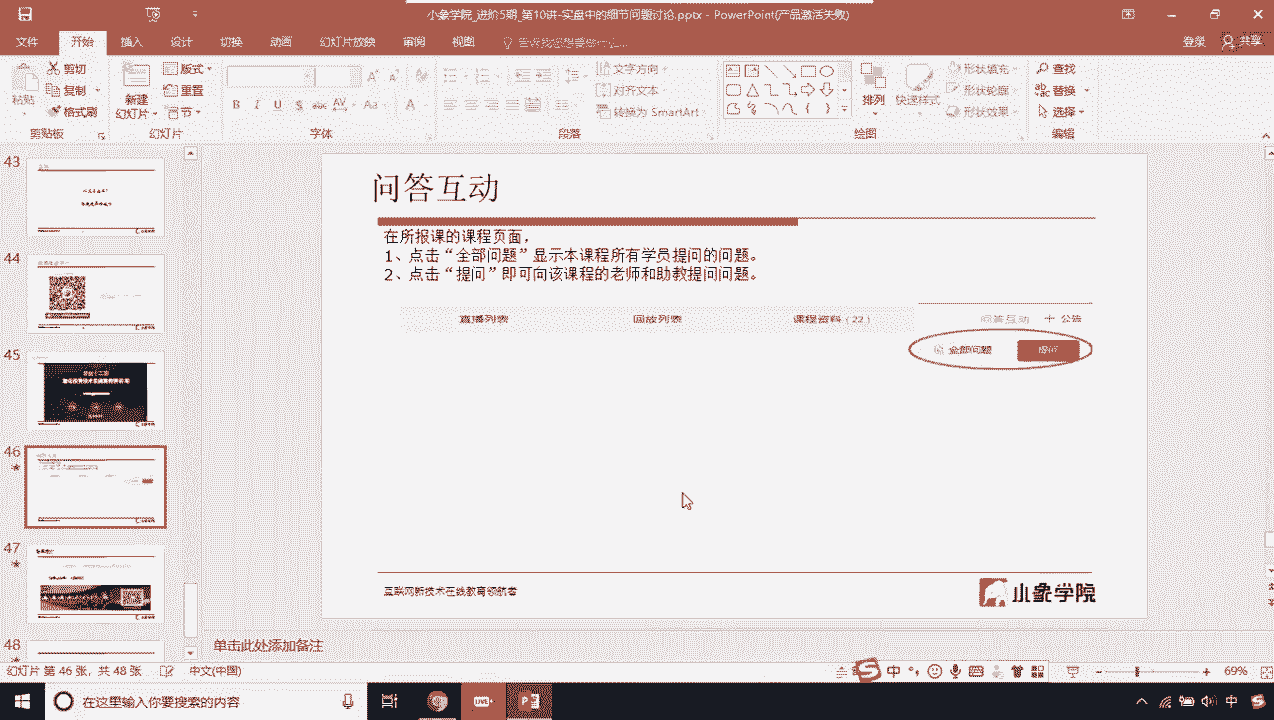 小象学院_进阶5期_第10讲-实盘中的细节问题讨论.pptx - PowerPoint(产品激活失败)
文件 开始 插入 设计 切换 动画 幻灯片放映 审阅 视图 登录 共享
粘贴 剪切 复制 格式刷 新建 幻灯片 版式 重置 节
文字方向 对齐文本 转换为 SmartArt
排列 快速样式 形状填充 形状轮廓 形状效果
查找 替换 选择
剪贴板 幻灯片 字体 段落 绘图 编辑
43
44
45
46
47
48
问答互动
在所报课的课程页面，
1、点击“全部问题”显示本课程所有学员提问的问题。
2、点击“提问”即可向该课程的老师和助教提问问题。
直播列表 回放列表 课程资料 (22) 问答互动 公告
全部问题 提问
互联网新技术在线教育领航者
小象学院
单击此处添加备注
幻灯片 第 46 张，共 48 张 中文(中国) 69%
在这里输入你要搜索的内容